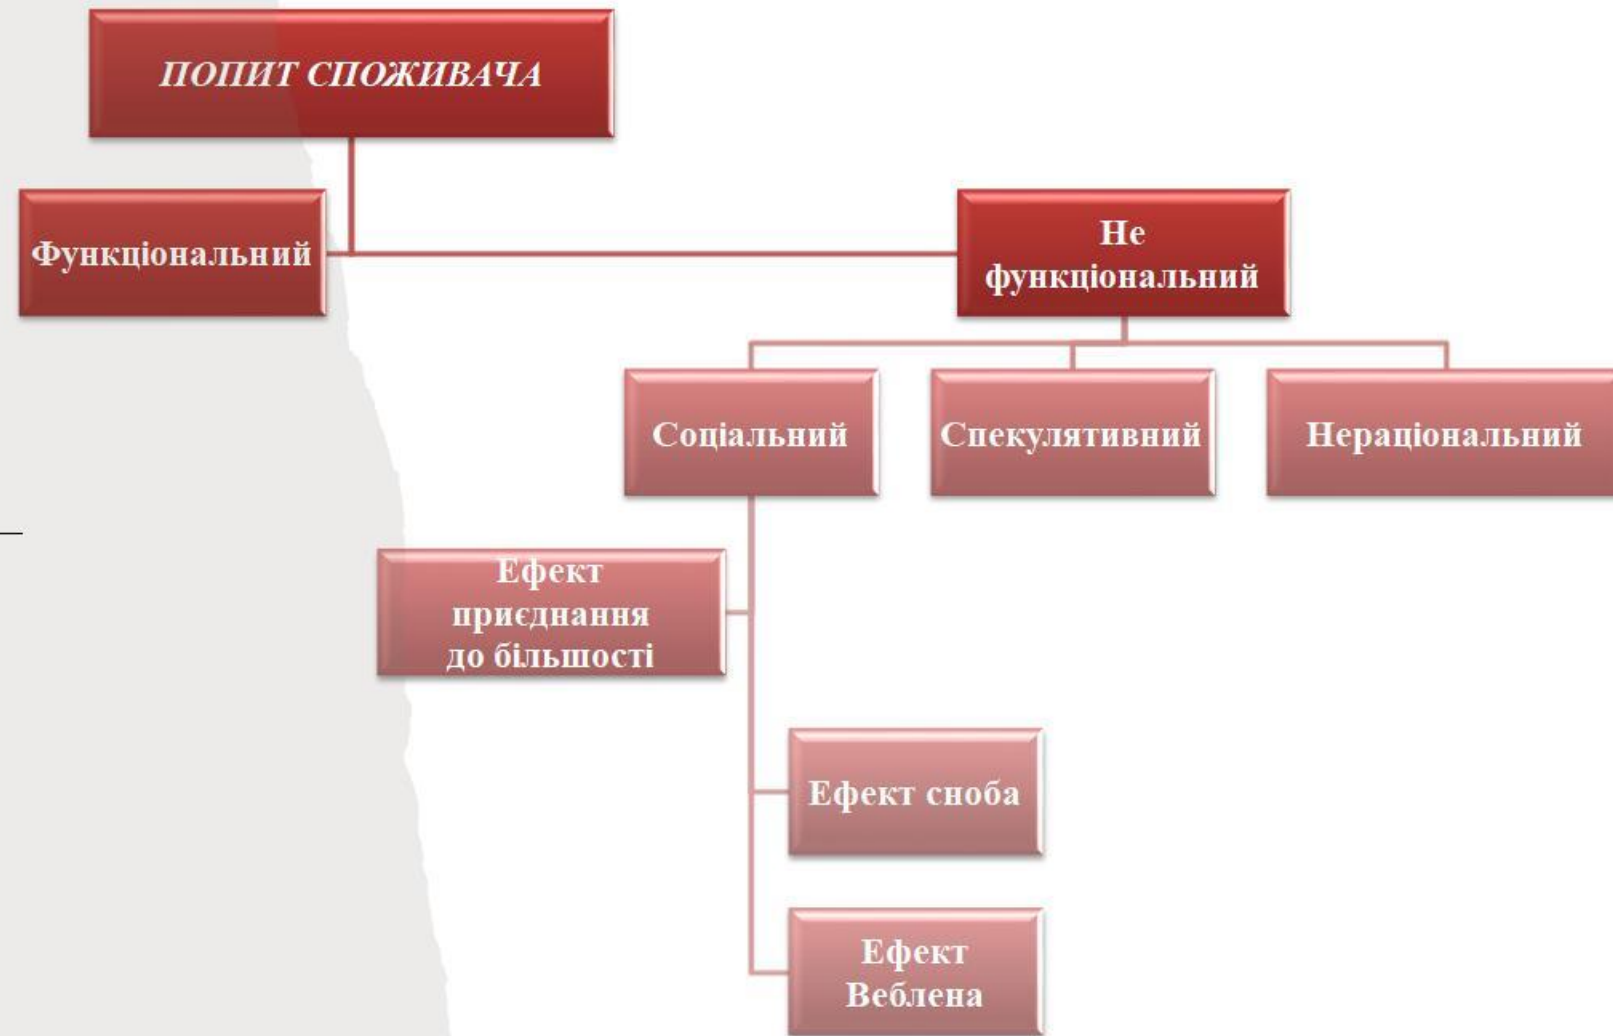 ПОПИТ СПОЖИВАЧА
Функціональний
Не
функціональний
Соціальний
Спекулятивний
Нераціональний
Ефект
приєднання
до більшості
Ефект сноба
Ефект
Веблена